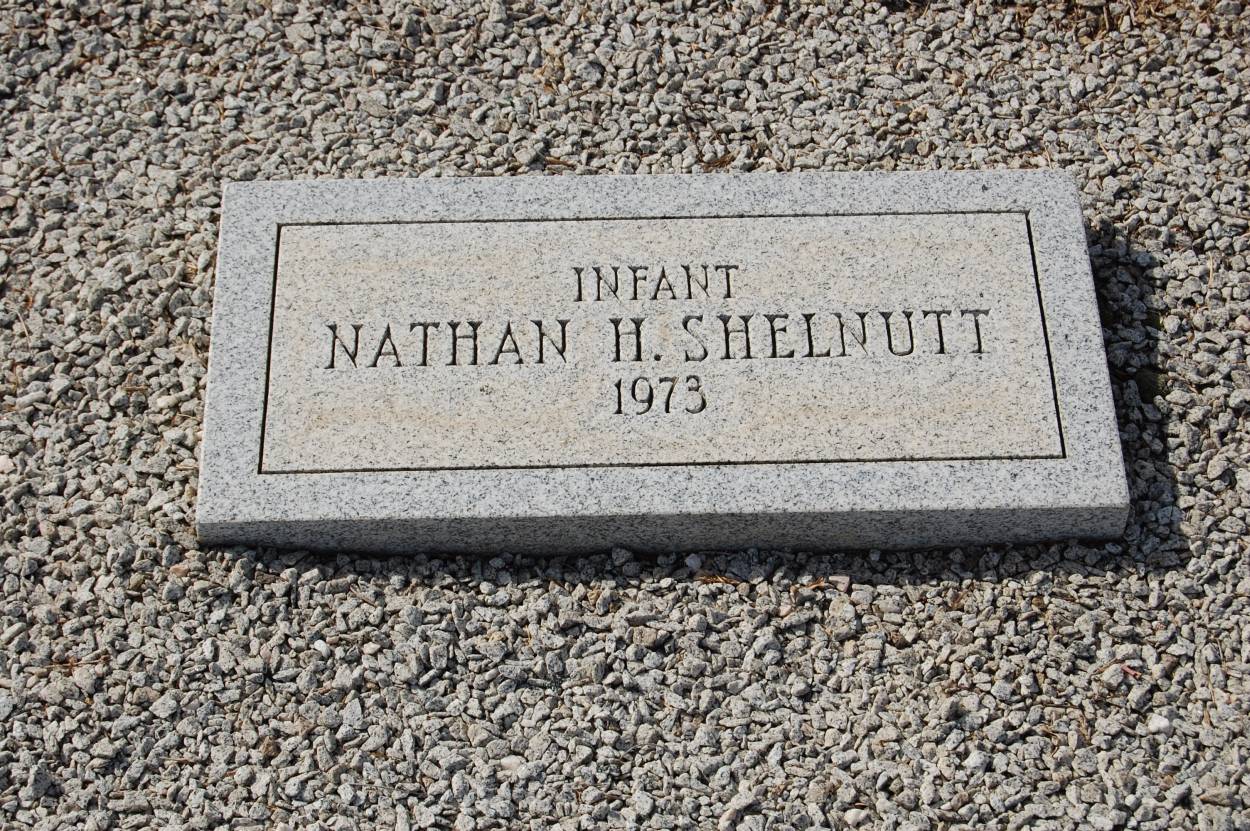 INFANT
NATHAN H. SHELNUTT
1973